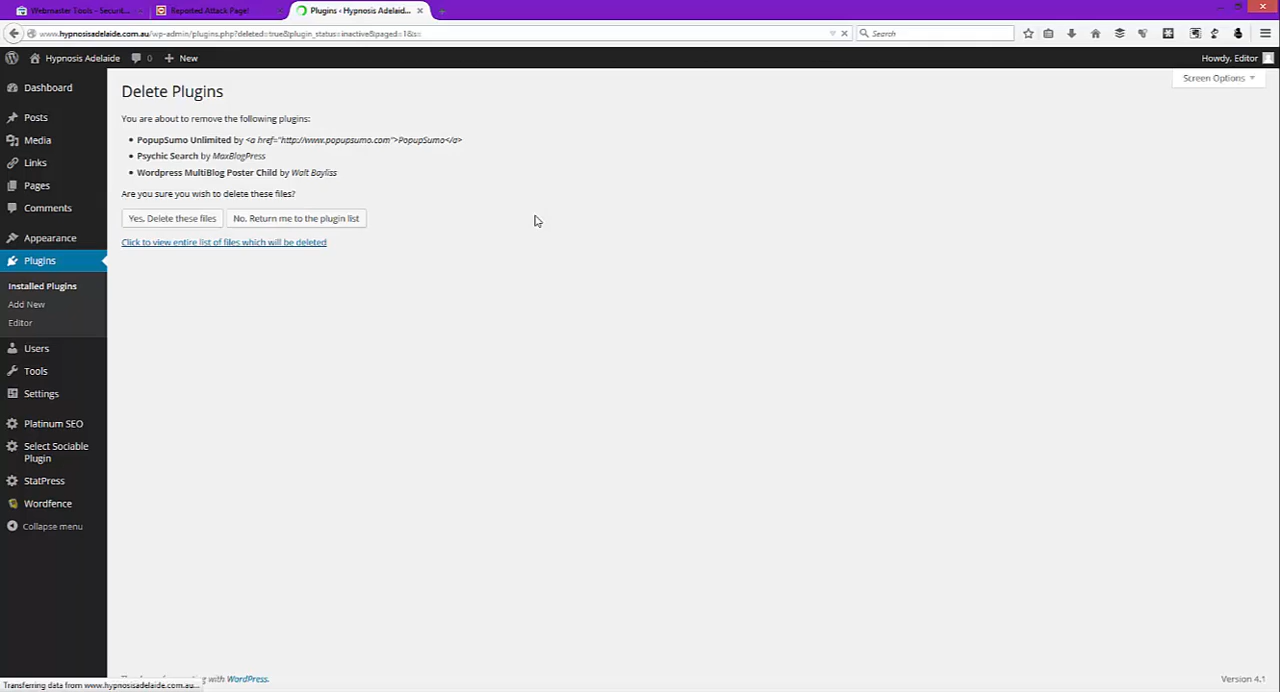 Webmaster Tools - Securit...
Reported Attack Page!
Plugins ‹ Hypnosis Adelaid...
www.hypnosisadelaide.com.au/wp-admin/plugins.php?deleted=true&plugin_status=inactive&paged=1&s=
Search
Hypnosis Adelaide
0
New
Howdy, Editor
Screen Options
Dashboard
Posts
Media
Links
Pages
Comments
Appearance
Plugins
Installed Plugins
Add New
Editor
Users
Tools
Settings
Platinum SEO
Select Sociable
Plugin
StatPress
Wordfence
Collapse menu
Delete Plugins
You are about to remove the following plugins:
PopupSumo Unlimited by <a href="http://www.popupsumo.com">PopupSumo</a>
Psychic Search by MaxBlogPress
Wordpress MultiBlog Poster Child by Walt Bayliss
Are you sure you wish to delete these files?
Yes, Delete these files
No, Return me to the plugin list
Click to view entire list of files which will be deleted
with WordPress.
Version 4.1
Transferring data from www.hypnosisadelaide.com.au...